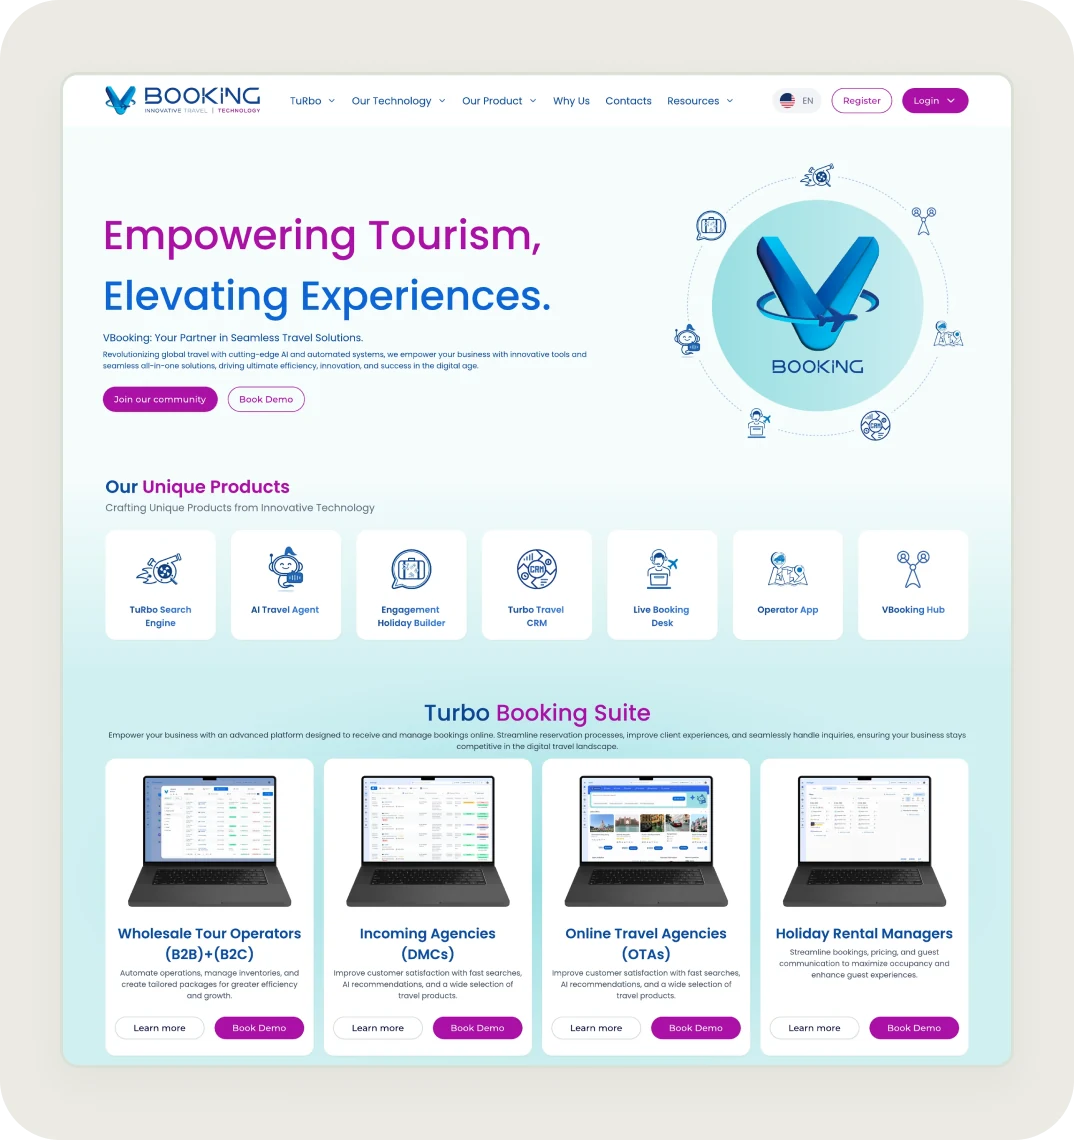 BOOKING
INNOVATIVE TRAVEL | TECHNOLOGY
TuRbo
Our Technology
Our Product
Why Us
Contacts
Resources
EN
Register
Login
Empowering Tourism,
Elevating Experiences.
VBooking: Your Partner in Seamless Travel Solutions.
Revolutionizing global travel with cutting-edge AI and automated systems, we empower your business with innovative tools and
seamless all-in-one solutions, driving ultimate efficiency, innovation, and success in the digital age.
Join our community
Book Demo
BOOKING
CRM
Our Unique Products
Crafting Unique Products from Innovative Technology
TuRbo Search
Engine
AI Travel Agent
Engagement
Holiday Builder
CRM
Turbo Travel
CRM
Live Booking
Desk
Operator App
VBooking Hub
Turbo Booking Suite
Empower your business with an advanced platform designed to receive and manage bookings online. Streamline reservation processes, improve client experiences, and seamlessly handle inquiries, ensuring your business stays
competitive in the digital travel landscape.
Wholesale Tour Operators
(B2B)+(B2C)
Automate operations, manage inventories, and
create tailored packages for greater efficiency
and growth.
Learn more
Book Demo
Incoming Agencies
(DMCs)
Improve customer satisfaction with fast searches,
AI recommendations, and a wide selection of
travel products.
Learn more
Book Demo
Online Travel Agencies
(OTAs)
Improve customer satisfaction with fast searches,
AI recommendations, and a wide selection of
travel products.
Learn more
Book Demo
Holiday Rental Managers
Streamline bookings, pricing, and guest
communication to maximize occupancy and
enhance guest experiences.
Learn more
Book Demo